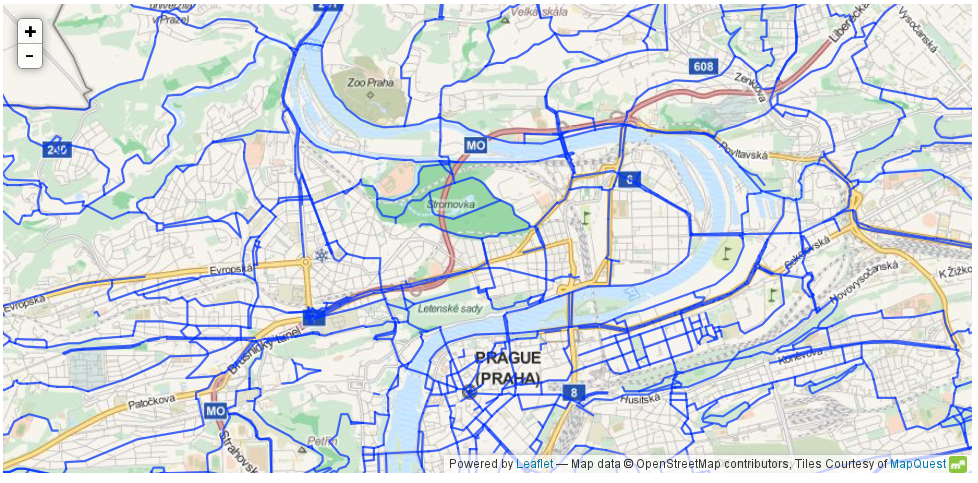 univerzita
v Praze)
Velká skála
Liberecká
Vysočanská
+
-
Zoo Praha
608
Zenklova
240
MO
Povltavská
8
Stromovka
Sokolovská
Evropská
Evropská
Novovysočanská
K Žižko
Letenské sady
Brusnický tunel
PRAGUE
(PRAHA)
Koněvova
Patočkova
8
Husitská
MO
Strahovsk
Petřín
Powered by Leaflet — Map data © OpenStreetMap contributors, Tiles Courtesy of MapQuest